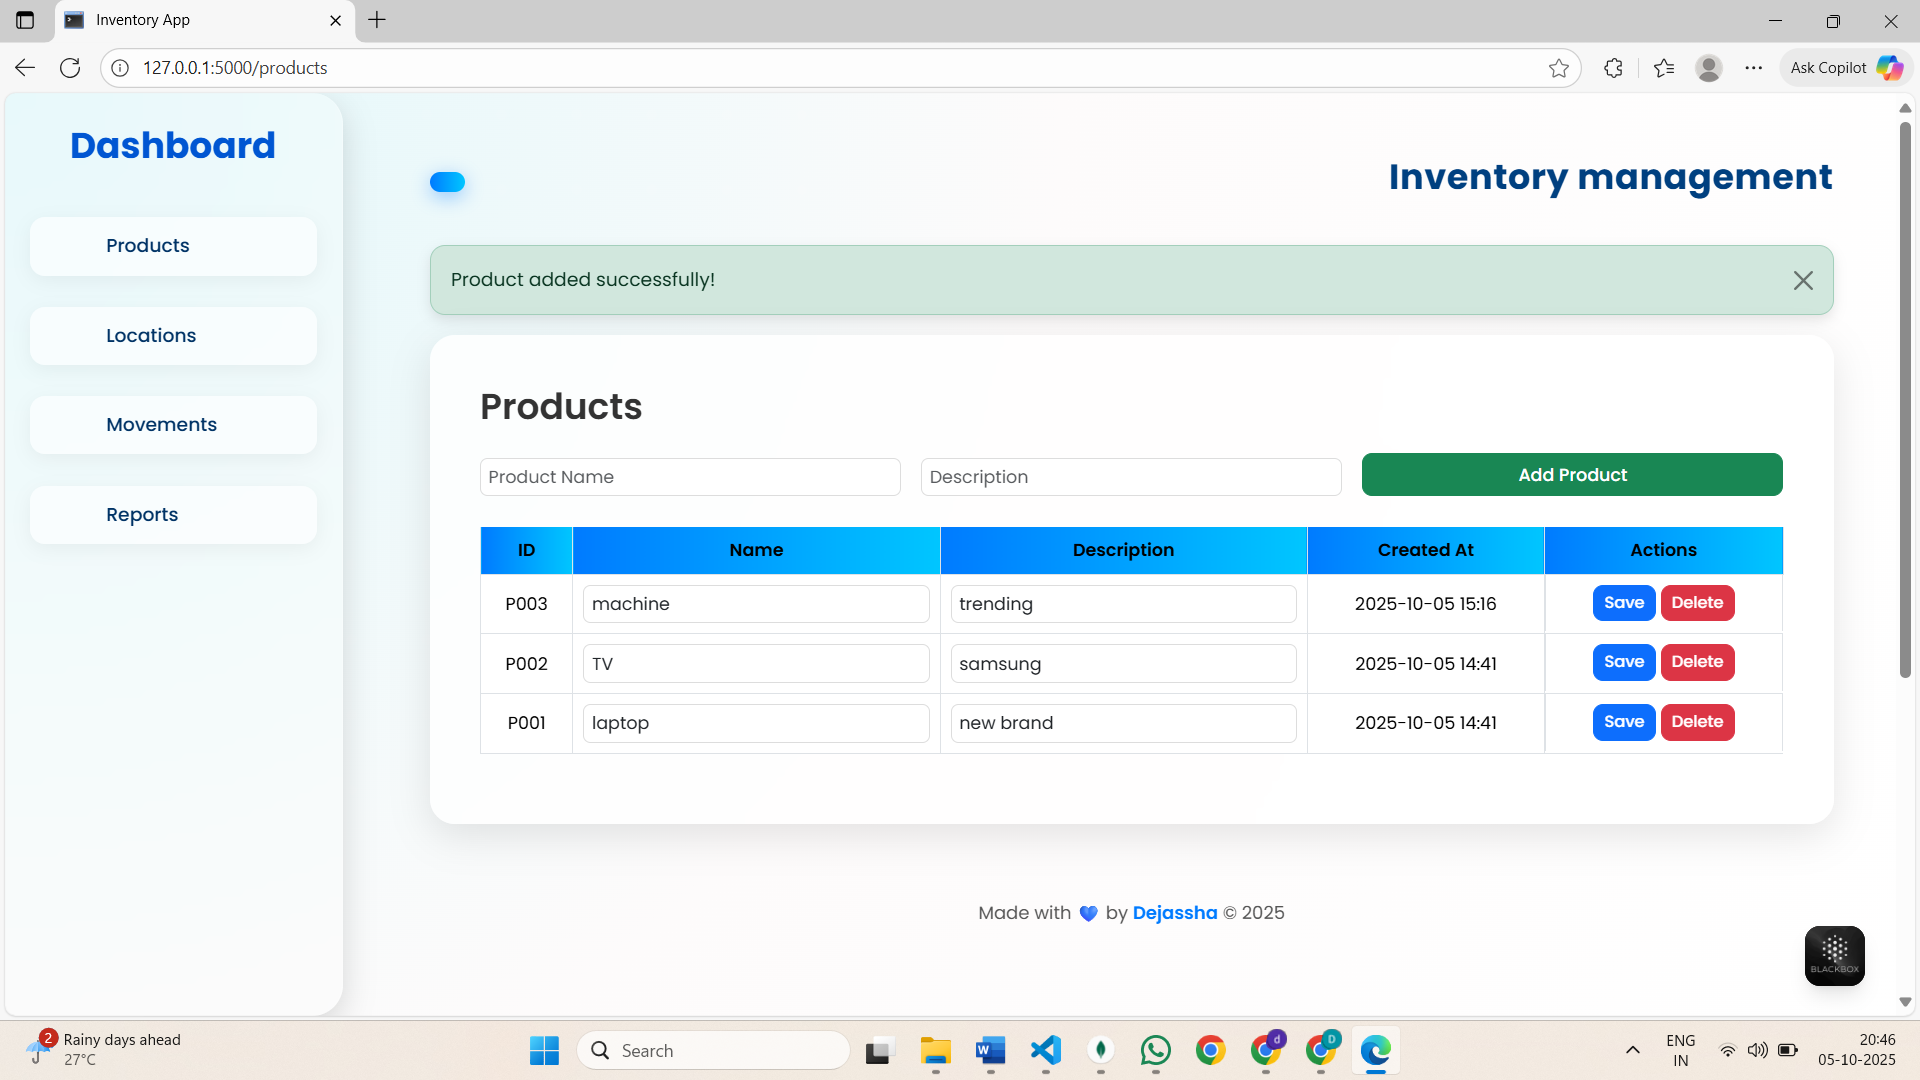 Inventory App
127.0.0.1:5000/products
Ask Copilot
Dashboard
Products
Locations
Movements
Reports
Inventory management
Product added successfully!
Products
Product Name Description Add Product
ID Name Description Created At Actions
P003 machine trending 2025-10-05 15:16 Save Delete
P002 TV samsung 2025-10-05 14:41 Save Delete
P001 laptop new brand 2025-10-05 14:41 Save Delete
Made with 💙 by Dejassha © 2025
BLACKBOX
2
Rainy days ahead
27°C
Search
W
d
D
ENG
IN
20:46
05-10-2025